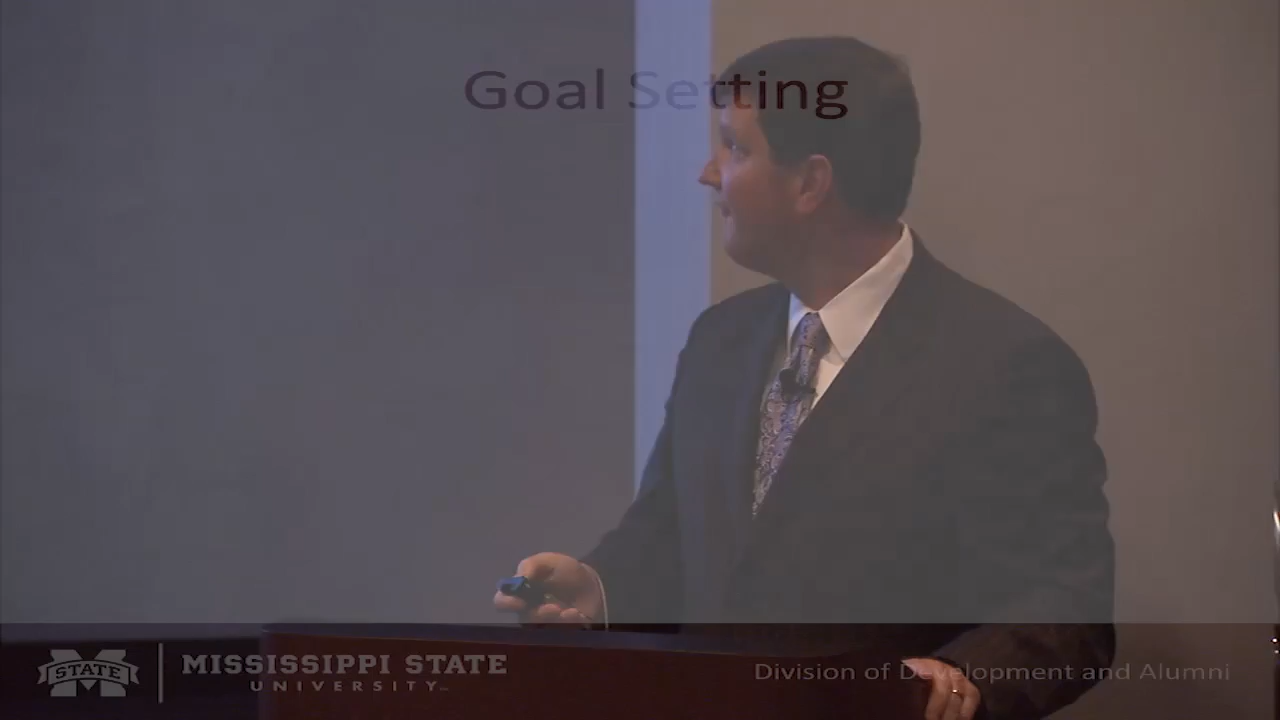 Goal Setting
STATE
MISSISSIPPI STATE
UNIVERSITY
Division of Development and Alumni